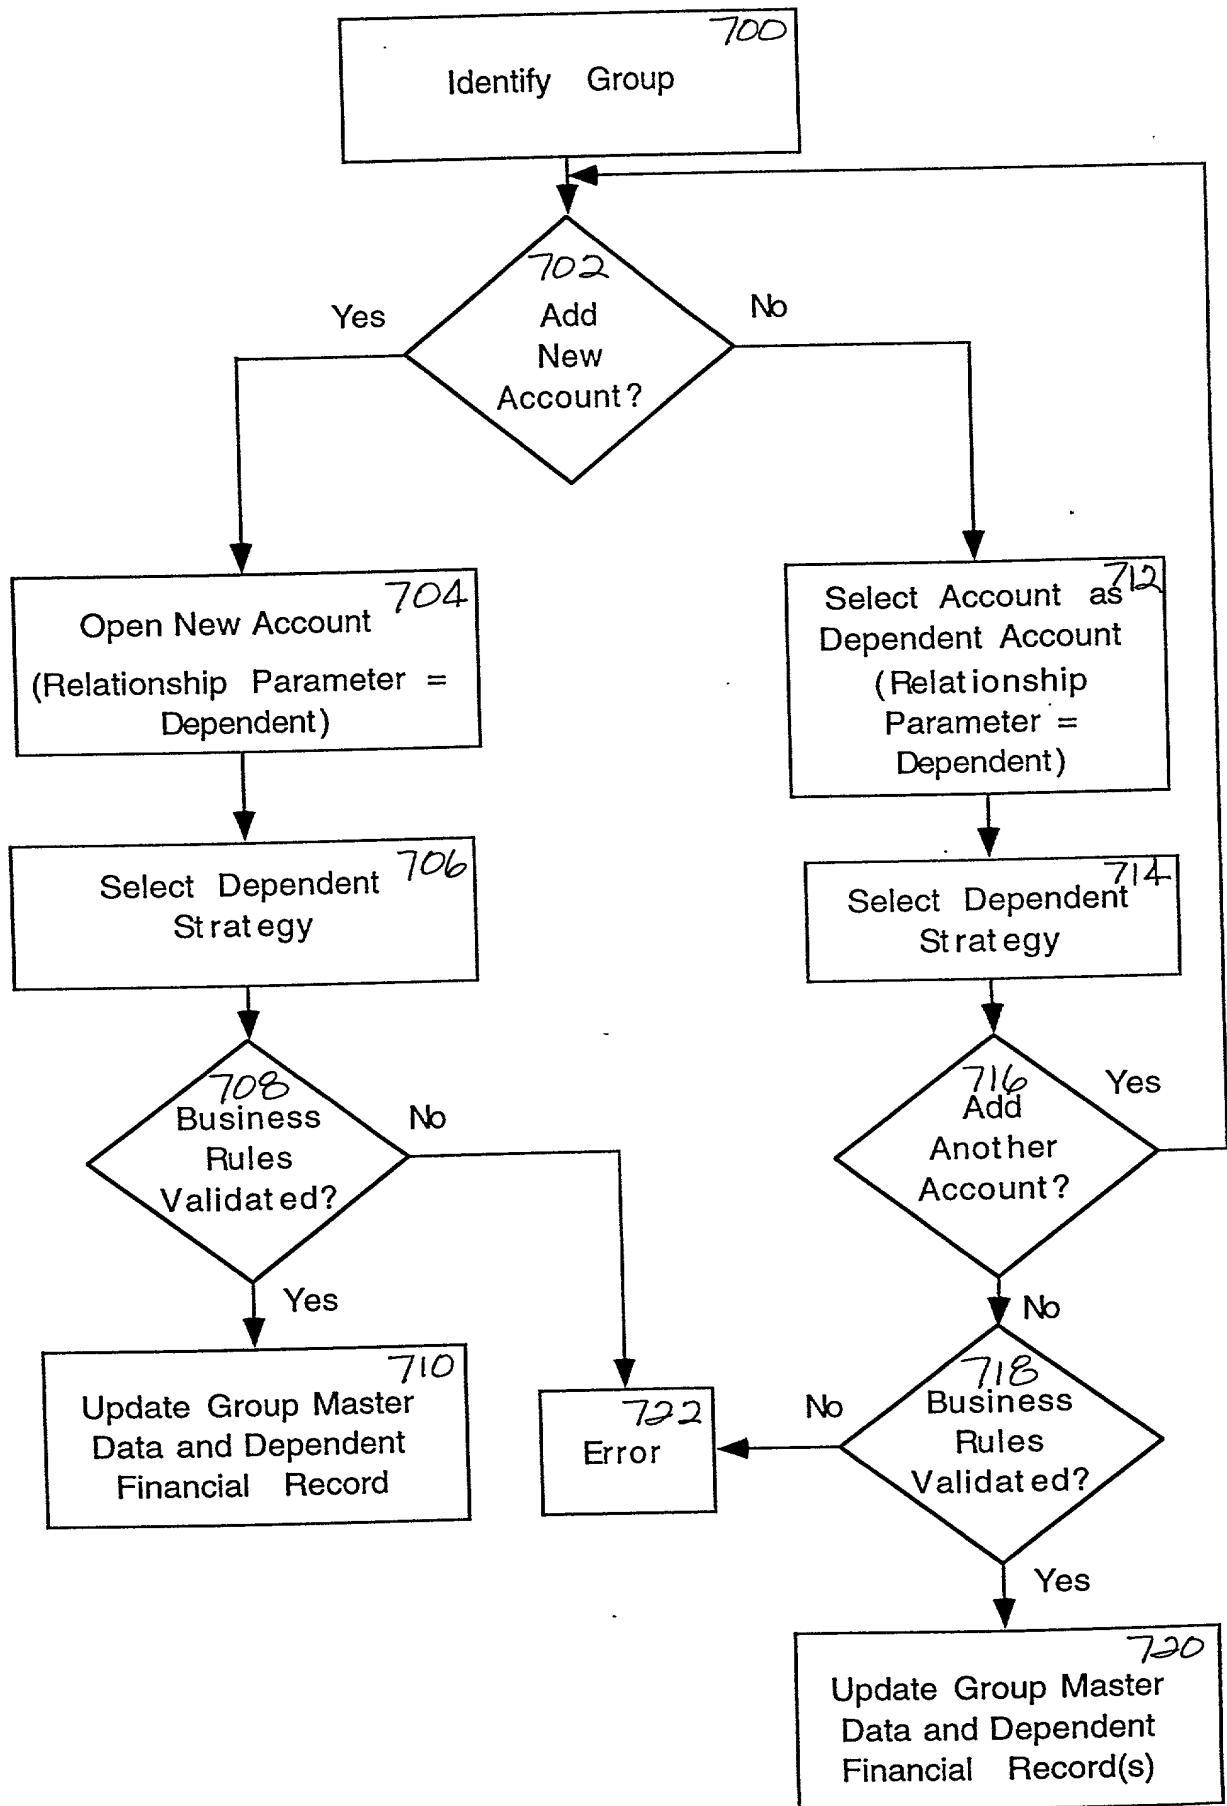 700
Identify Group
702
Add
New
Account?
Yes
No
704
Open New Account
(Relationship Parameter =
Dependent)
712
Select Account as
Dependent Account
(Relationship
Parameter =
Dependent)
706
Select Dependent
Strategy
714
Select Dependent
Strategy
708
Business
Rules
Validated?
No
Yes
716
Add
Another
Account?
Yes
No
710
Update Group Master
Data and Dependent
Financial Record
722
Error
No
718
Business
Rules
Validated?
Yes
720
Update Group Master
Data and Dependent
Financial Record(s)